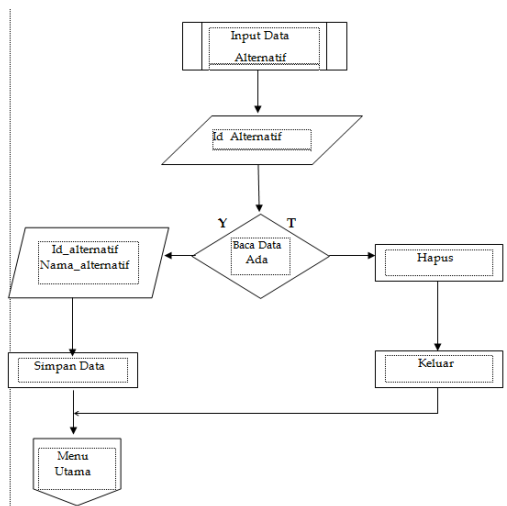 Input Data
Alternatif
Id Alternatif
Y
T
Baca Data
Ada
Id_alternatif
Nama_alternatif
Hapus
Simpan Data
Keluar
Menu
Utama